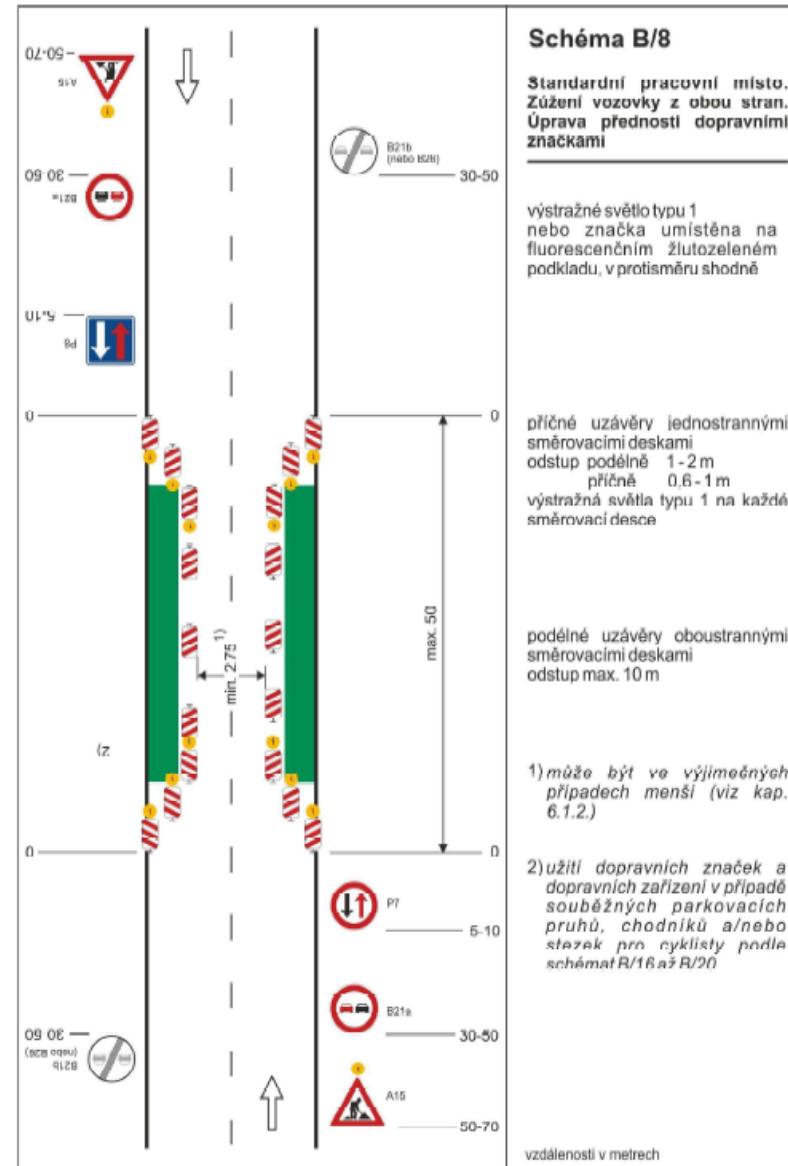 Schéma B/8
Standardní pracovní místo.
Zúžení vozovky z obou stran.
Úprava přednosti dopravními
značkami
výstražné světlo typu 1
nebo značka umístěna na
fluorescenčním žlutozeleném
podkladu, v protisměru shodně
příčné uzávěry jednostrannými
směrovacími deskami
odstup podélně 1-2 m
příčně 0,6-1 m
výstražná světla typu 1 na každé
směrovací desce
podélné uzávěry oboustrannými
směrovacími deskami
odstup max. 10 m
1) může být ve výjimečných
případech menší (viz kap.
6.1.2.)
2) užití dopravních značek a
dopravních zařízení v případě
souběžných parkovacích
pruhů, chodníků a/nebo
stezek pro cyklisty podle
schémat B/16 až B/20
vzdálenosti v metrech
50-70
A15
30-50
B21a
5-10
P8
0
2)
0
30-50
B21b
(nebo B26)
B21b
(nebo B26)
30-50
0
max. 50
min. 2,75 1)
0
P7
5-10
B21a
30-50
A15
50-70